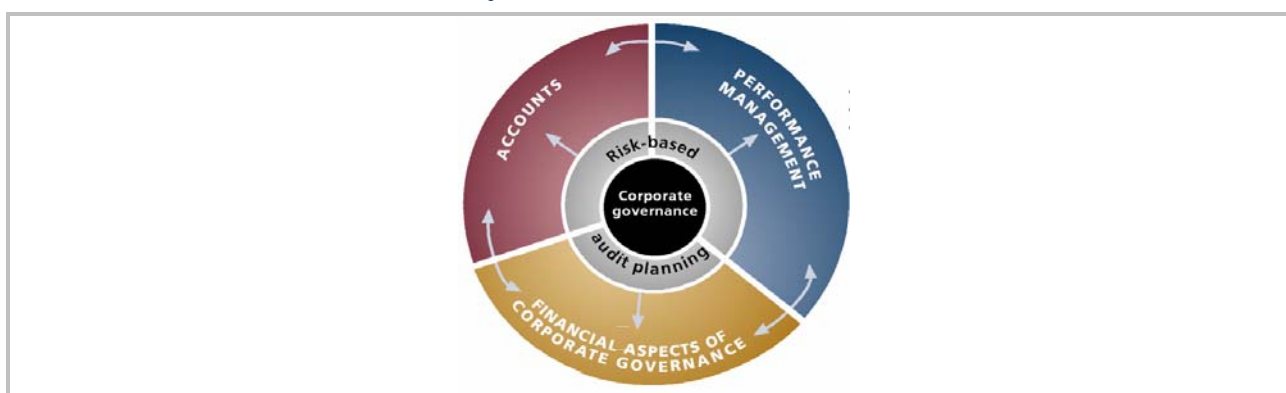 ACCOUNTS
PERFORMANCE
MANAGEMENT
Risk-based
Corporate
governance
audit planning
FINANCIAL ASPECTS OF
CORPORATE GOVERNANCE